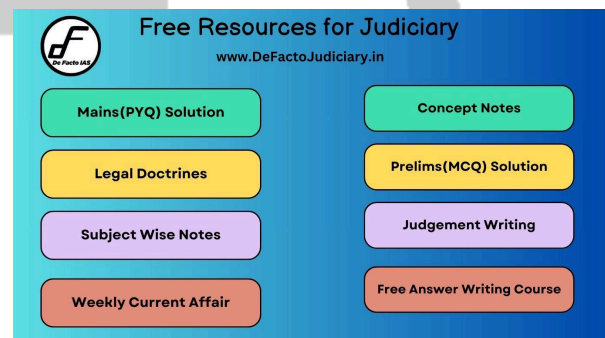 Free Resources for Judiciary
De Facto IAS
www.DeFactoJudiciary.in
Mains(PYQ) Solution
Concept Notes
Legal Doctrines
Prelims(MCQ) Solution
Subject Wise Notes
Judgement Writing
Weekly Current Affair
Free Answer Writing Course